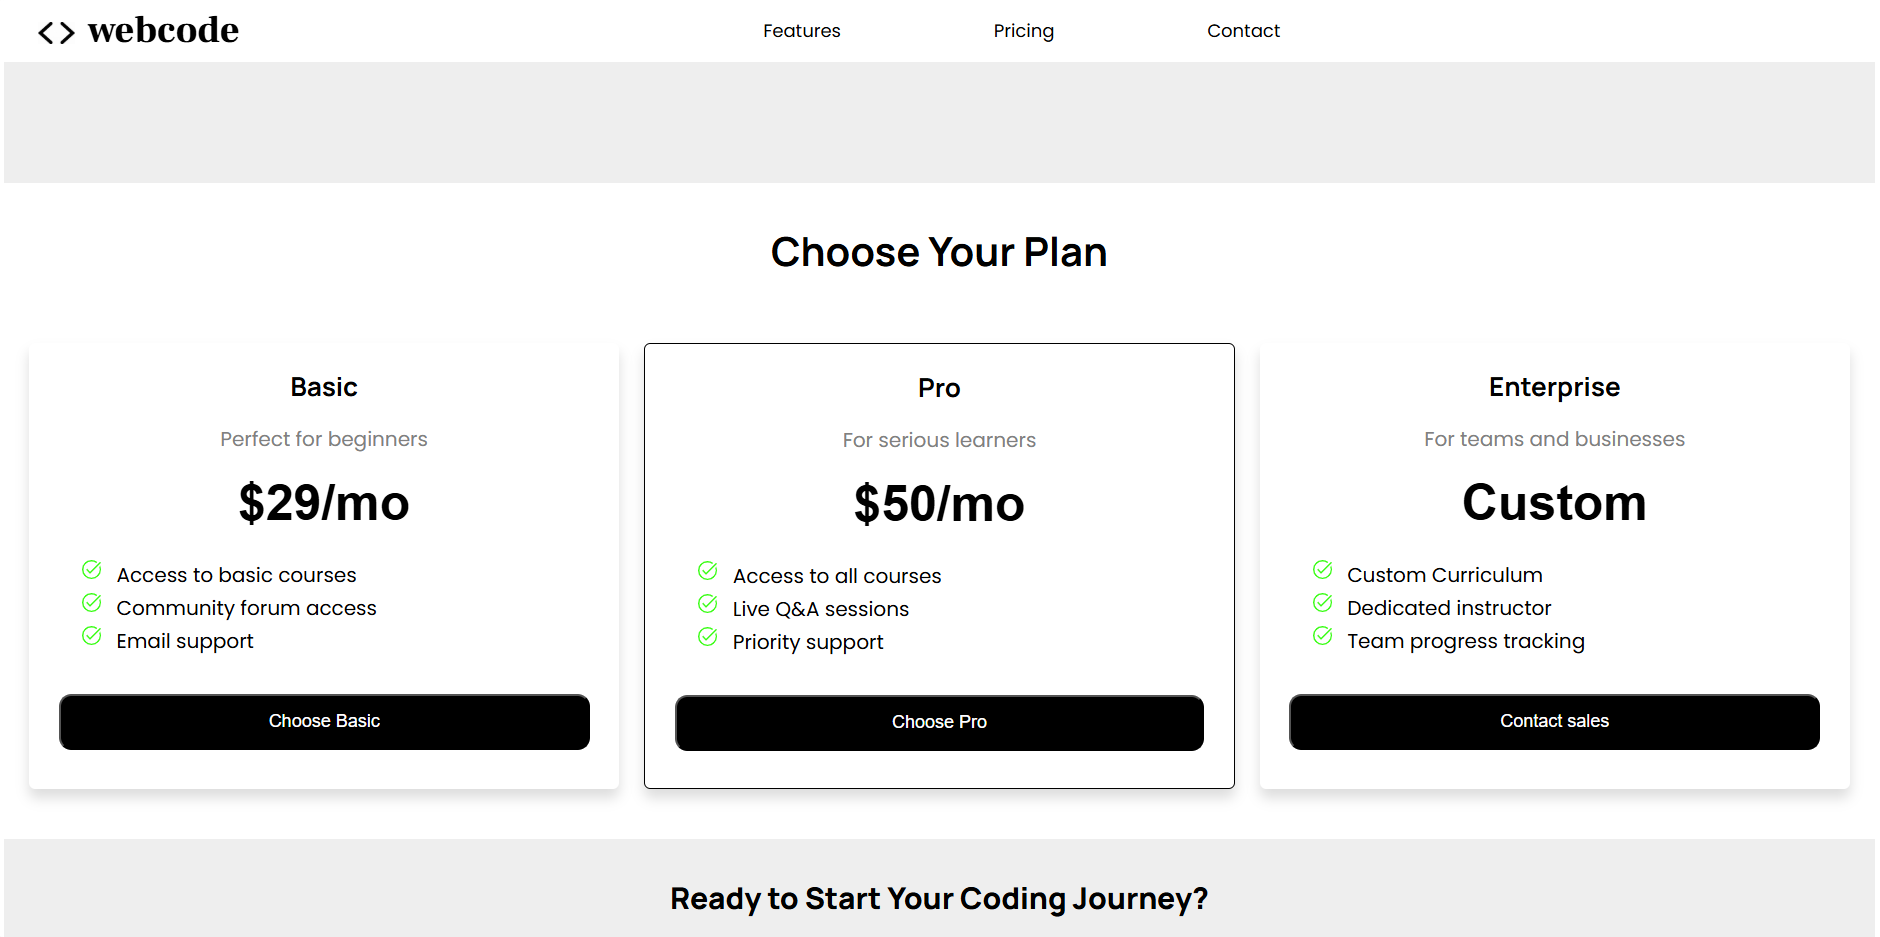 <> webcode
Features
Pricing
Contact
Choose Your Plan
Basic
Perfect for beginners
$29/mo
Access to basic courses
Community forum access
Email support
Choose Basic
Pro
For serious learners
$50/mo
Access to all courses
Live Q&A sessions
Priority support
Choose Pro
Enterprise
For teams and businesses
Custom
Custom Curriculum
Dedicated instructor
Team progress tracking
Contact sales
Ready to Start Your Coding Journey?